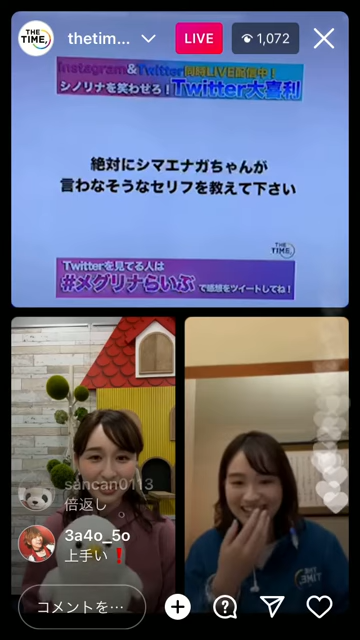 THE TIME,
thetim...
LIVE
1,072
Instagram&Twitter同時LIVE配信中!
シノリナを笑わせろ!Twitter大喜利
絶対にシマエナガちゃんが
言わなそうなセリフを教えて下さい
THE TIME,
Twitterを見てる人は
#メグリナらいぶ で感想をツイートしてね!
sancan0113
倍返し
3a4o_5o
上手い❗
THE TIME,
コメントを…